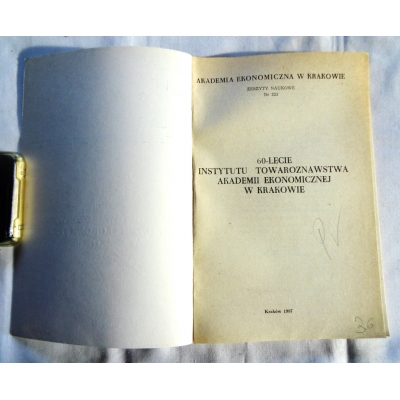 AKADEMIA EKONOMICZNA W KRAKOWIE
ZESZYTY NAUKOWE
60-LECIE
INSTYTUTU TOWAROZNAWSTWA
AKADEMII EKONOMICZNEJ
W KRAKOWIE
Kraków 1987